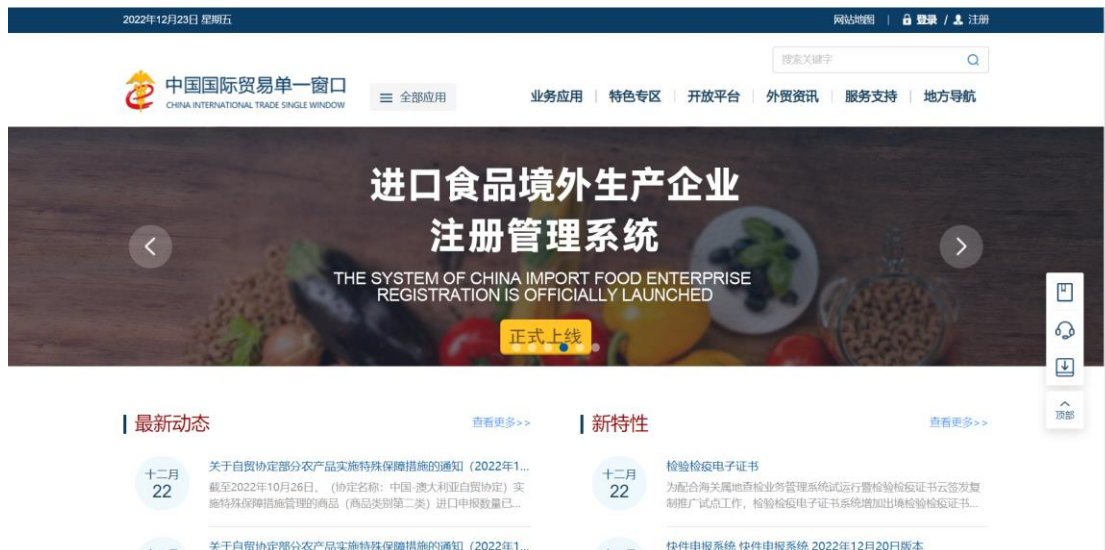 2022年12月23日 星期五
网站地图 | 登录 / 注册
搜索关键字
中国国际贸易单一窗口
CHINA INTERNATIONAL TRADE SINGLE WINDOW
全部应用
业务应用 | 特色专区 | 开放平台 | 外贸资讯 | 服务支持 | 地方导航
进口食品境外生产企业
注册管理系统
THE SYSTEM OF CHINA IMPORT FOOD ENTERPRISE
REGISTRATION IS OFFICIALLY LAUNCHED
正式上线
顶部
最新动态
查看更多>>
十二月
22
关于自贸协定部分农产品实施特殊保障措施的通知（2022年1...
截至2022年10月26日，（协定名称：中国-澳大利亚自贸协定）实
施特殊保障措施管理的商品（商品类别第二类）进口申报数量已...
关于自贸协定部分农产品实施特殊保障措施的通知（2022年1...
新特性
查看更多>>
十二月
22
检验检疫电子证书
为配合海关属地查检业务管理系统试运行暨检验检疫证书云签发复
制推广试点工作，检验检疫电子证书系统增加出境检验检疫证书...
快件申报系统 快件申报系统 2022年12月20日版本